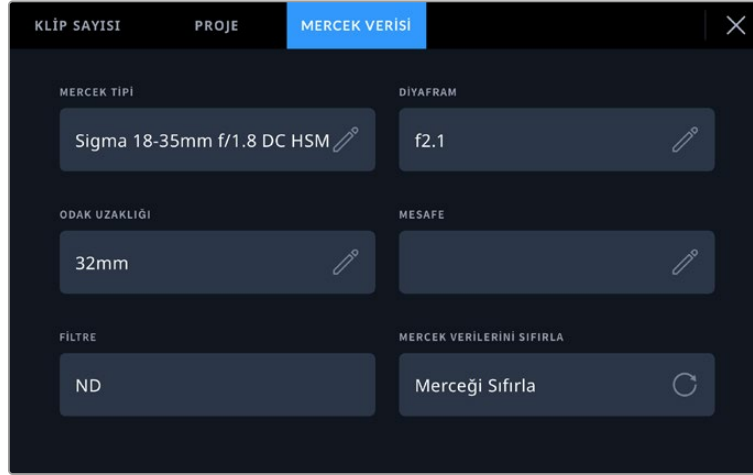 KLİP SAYISI PROJE MERCEK VERİSİ
MERCEK TİPİ DİYAFRAM
Sigma 18-35mm f/1.8 DC HSM f2.1
ODAK UZAKLIĞI MESAFE
32mm
FİLTRE MERCEK VERİLERİNİ SIFIRLA
ND Merceği Sıfırla